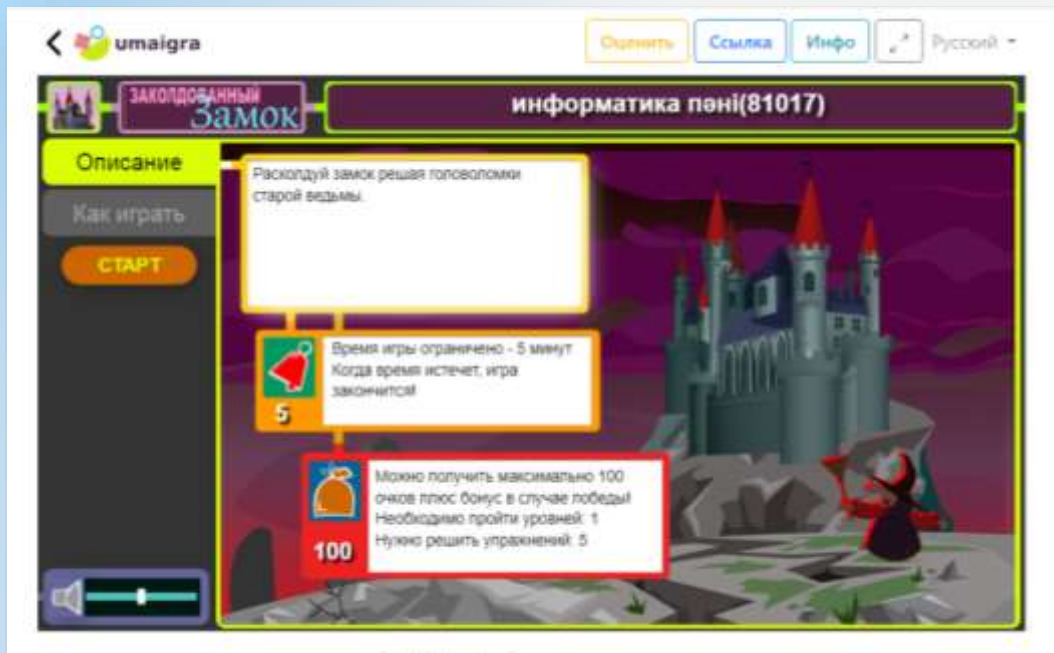 umaigra
Оценить
Ссылка
Инфо
Русский
ЗАКОЛДОВАННЫЙ
Замок
информатика пәні(81017)
Описание
Как играть
СТАРТ
Расколдуй замок решая головоломки
старой ведьмы.
Время игры ограничено - 5 минут
Когда время истечет, игра
закончится!
5
Можно получить максимально 100
очков плюс бонус в случае победы!
Необходимо пройти уровней: 1
Нужно решить упражнений: 5
100